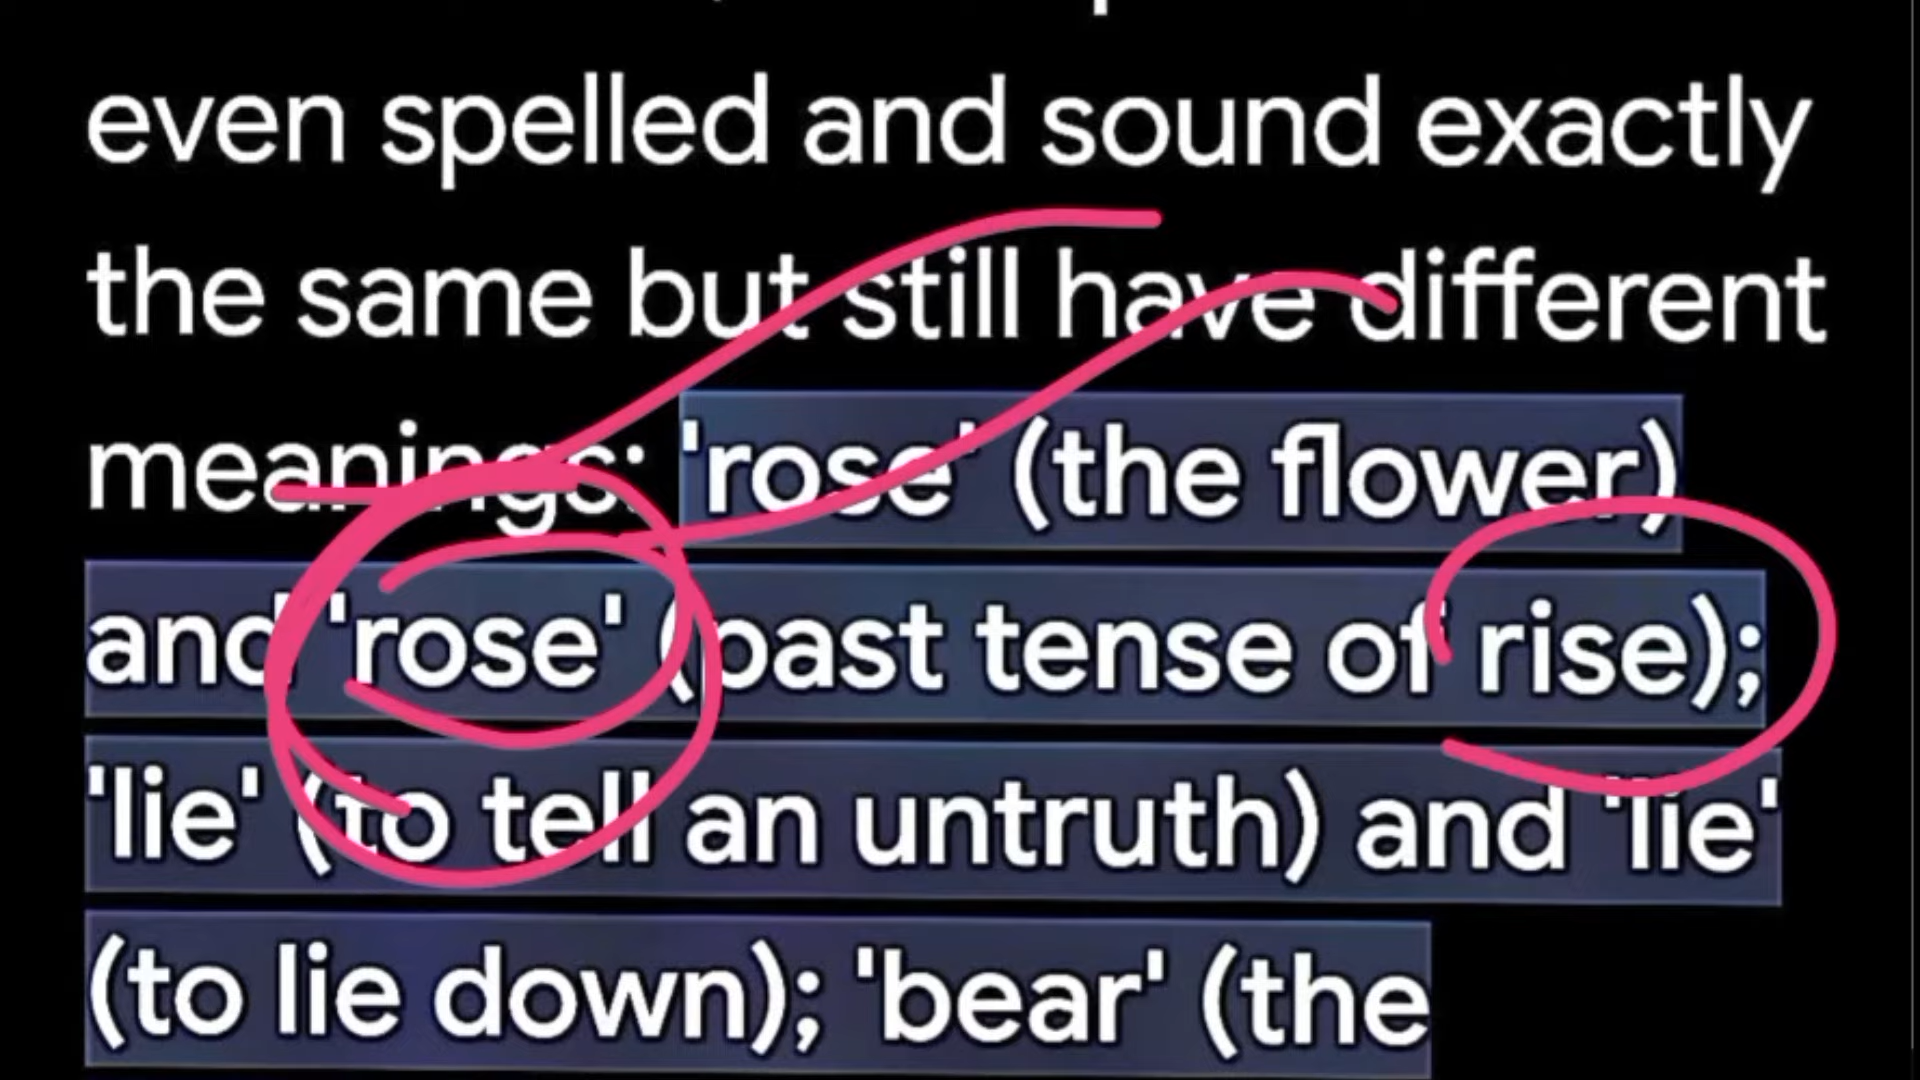 even spelled and sound exactly
the same but still have different
meanings: 'rose' (the flower)
and 'rose' (past tense of rise);
'lie' (to tell an untruth) and 'lie'
(to lie down); 'bear' (the